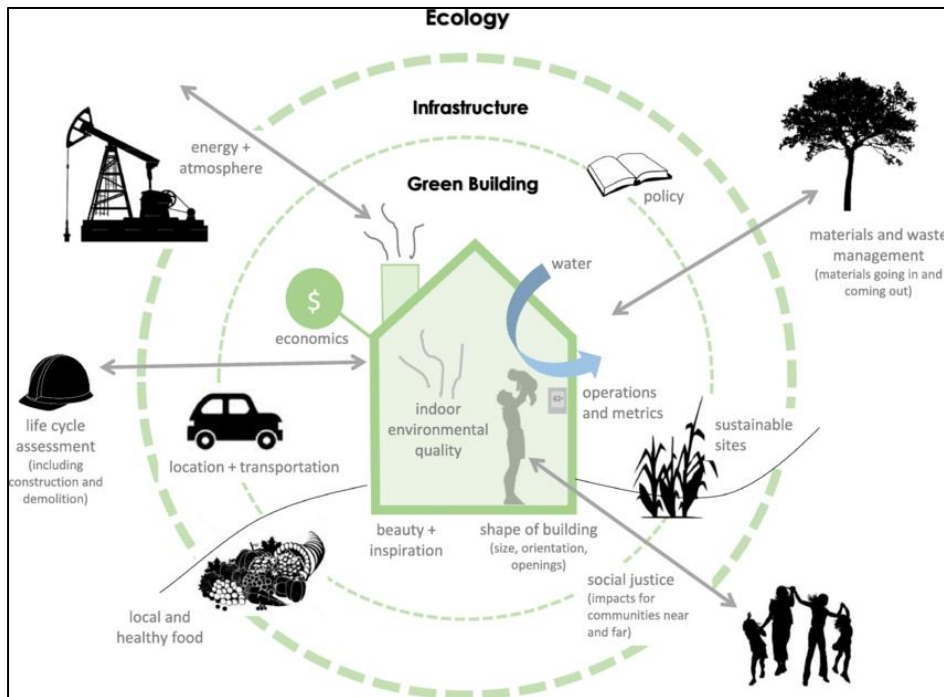 Ecology
Infrastructure
energy +
atmosphere
Green Building
policy
materials and waste
management
(materials going in and
coming out)
water
$
economics
indoor
environmental
quality
operations
and metrics
life cycle
assessment
(including
construction and
demolition)
location + transportation
sustainable
sites
beauty +
inspiration
shape of building
(size, orientation,
openings)
social justice
(impacts for
communities near
and far)
local and
healthy food